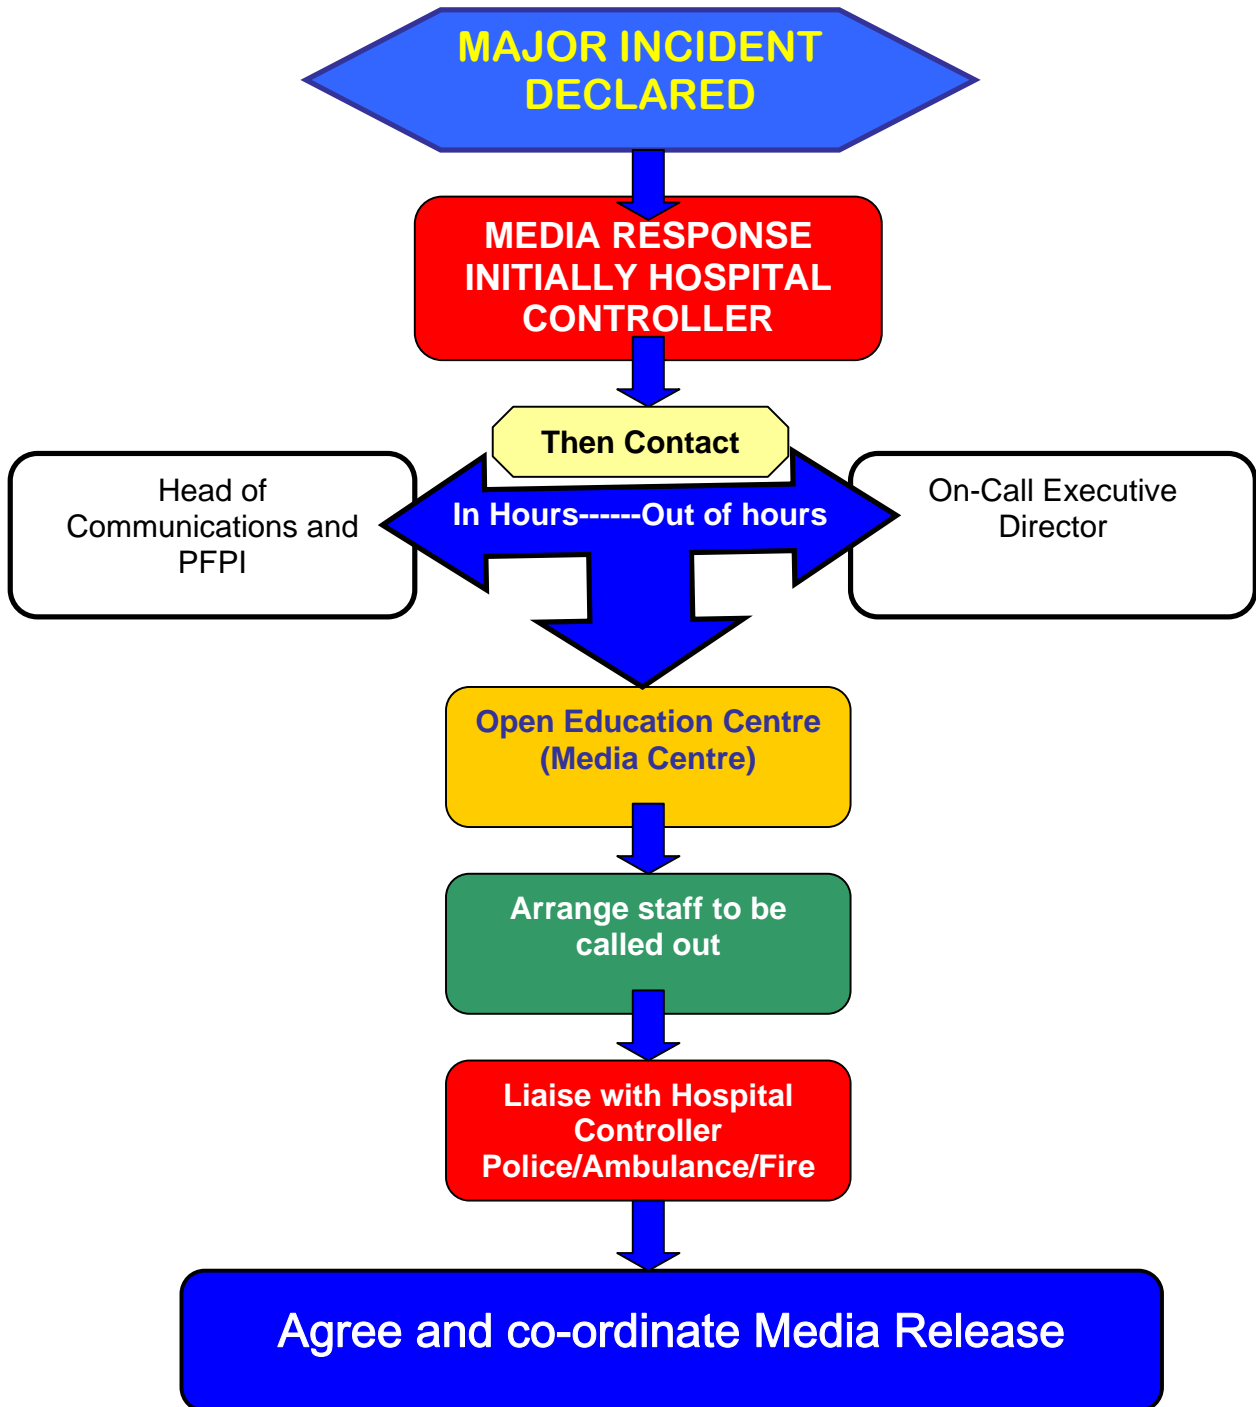 MAJOR INCIDENT
DECLARED
MEDIA RESPONSE
INITIALLY HOSPITAL
CONTROLLER
Then Contact
Head of
Communications and
PFPI
In Hours------Out of hours
On-Call Executive
Director
Open Education Centre
(Media Centre)
Arrange staff to be
called out
Liaise with Hospital
Controller
Police/Ambulance/Fire
Agree and co-ordinate Media Release